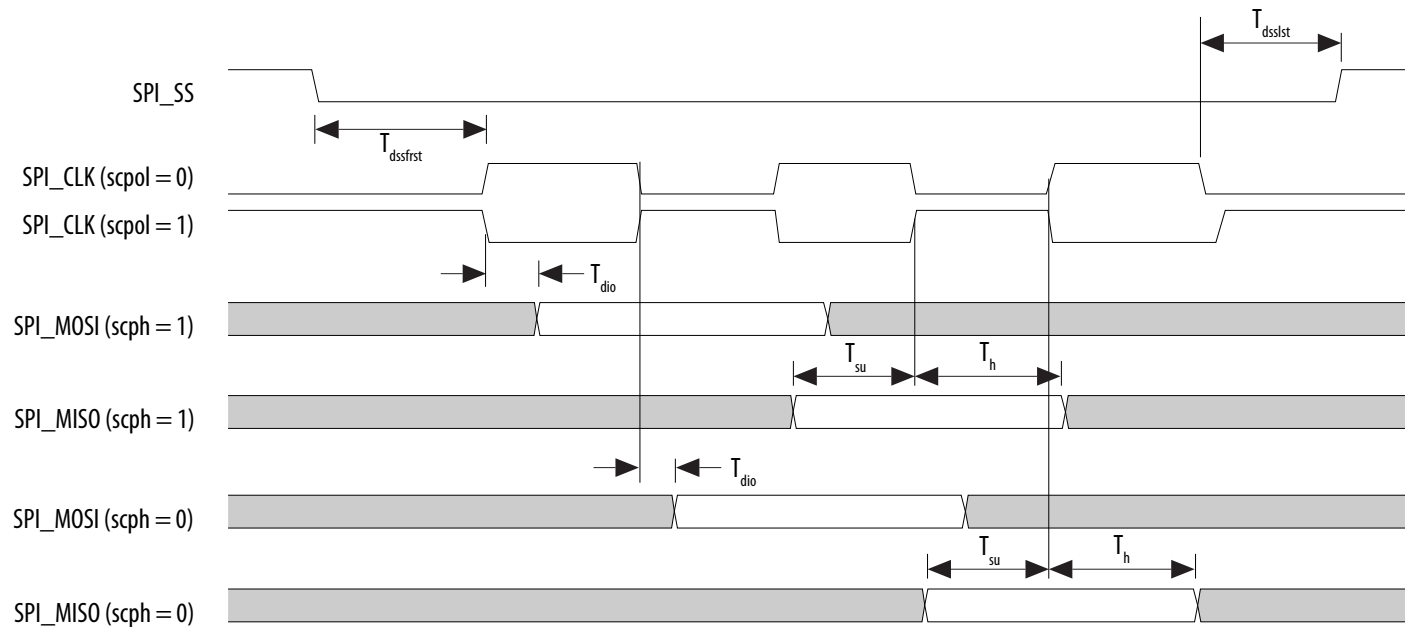 T_dsslst
SPI_SS
T_dssfrst
SPI_CLK (scpol = 0)
SPI_CLK (scpol = 1)
T_dio
SPI_MOSI (scph = 1)
T_su T_h
SPI_MISO (scph = 1)
T_dio
SPI_MOSI (scph = 0)
T_su T_h
SPI_MISO (scph = 0)